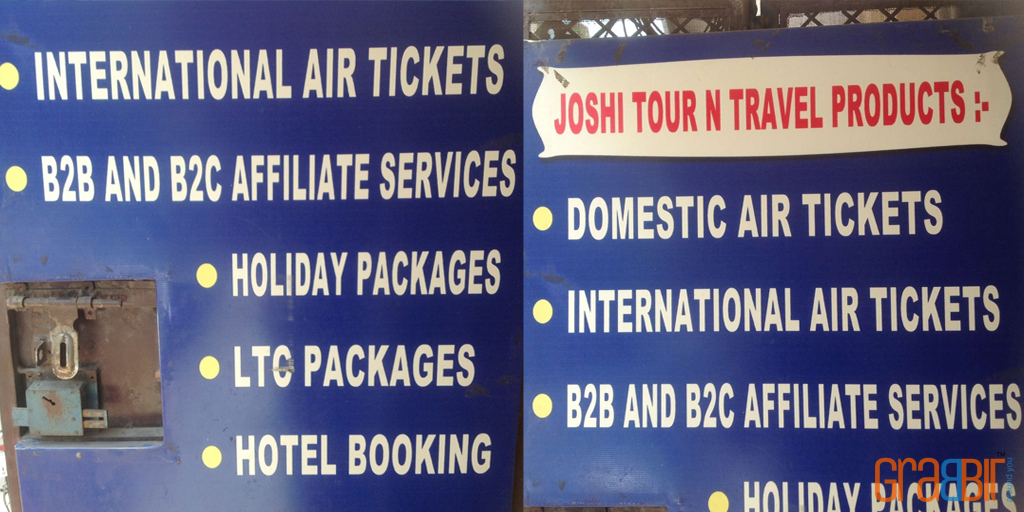 INTERNATIONAL AIR TICKETS
B2B AND B2C AFFILIATE SERVICES
HOLIDAY PACKAGES
LTC PACKAGES
HOTEL BOOKING
JOSHI TOUR N TRAVEL PRODUCTS :-
DOMESTIC AIR TICKETS
INTERNATIONAL AIR TICKETS
B2B AND B2C AFFILIATE SERVICES
HOLIDAY PACKAGES
GRABBIT